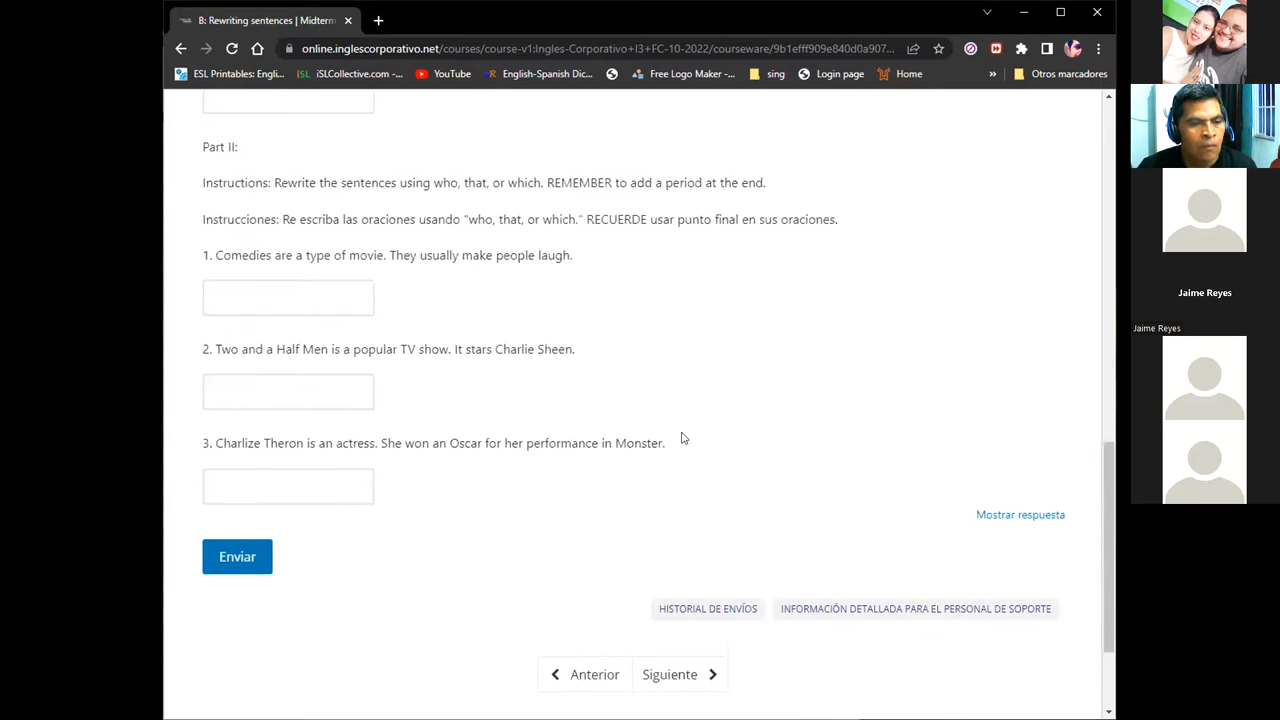 B: Rewriting sentences | Midterm
online.inglescorporativo.net/courses/course-v1:Ingles-Corporativo+I3+FC-10-2022/courseware/9b1efff909e840d0a907...
ESL Printables: Engli...
iSLCollective.com -...
YouTube
English-Spanish Dic...
Free Logo Maker -...
sing
Login page
Home
»
Otros marcadores
Part II:
Instructions: Rewrite the sentences using who, that, or which. REMEMBER to add a period at the end.
Instrucciones: Re escriba las oraciones usando "who, that, or which." RECUERDE usar punto final en sus oraciones.
1. Comedies are a type of movie. They usually make people laugh.
2. Two and a Half Men is a popular TV show. It stars Charlie Sheen.
3. Charlize Theron is an actress. She won an Oscar for her performance in Monster.
Mostrar respuesta
Enviar
HISTORIAL DE ENVÍOS
INFORMACIÓN DETALLADA PARA EL PERSONAL DE SOPORTE
Anterior
Siguiente
Jaime Reyes
Jaime Reyes